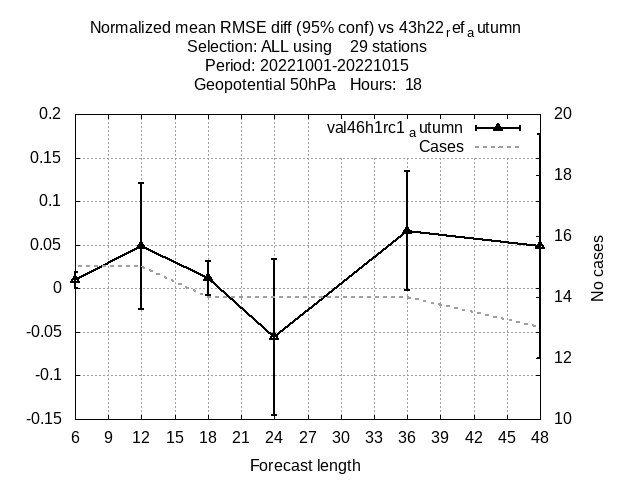 Normalized mean RMSE diff (95% conf) vs 43h22refautumn
Selection: ALL using 29 stations
Period: 20221001-20221015
Geopotential 50hPa Hours: 18
0.2
0.15
0.1
0.05
0
-0.05
-0.1
-0.15
val46h1rc1autumn
Cases
20
18
16
14
12
10
No cases
6 9 12 15 18 21 24 27 30 33 36 39 42 45 48
Forecast length